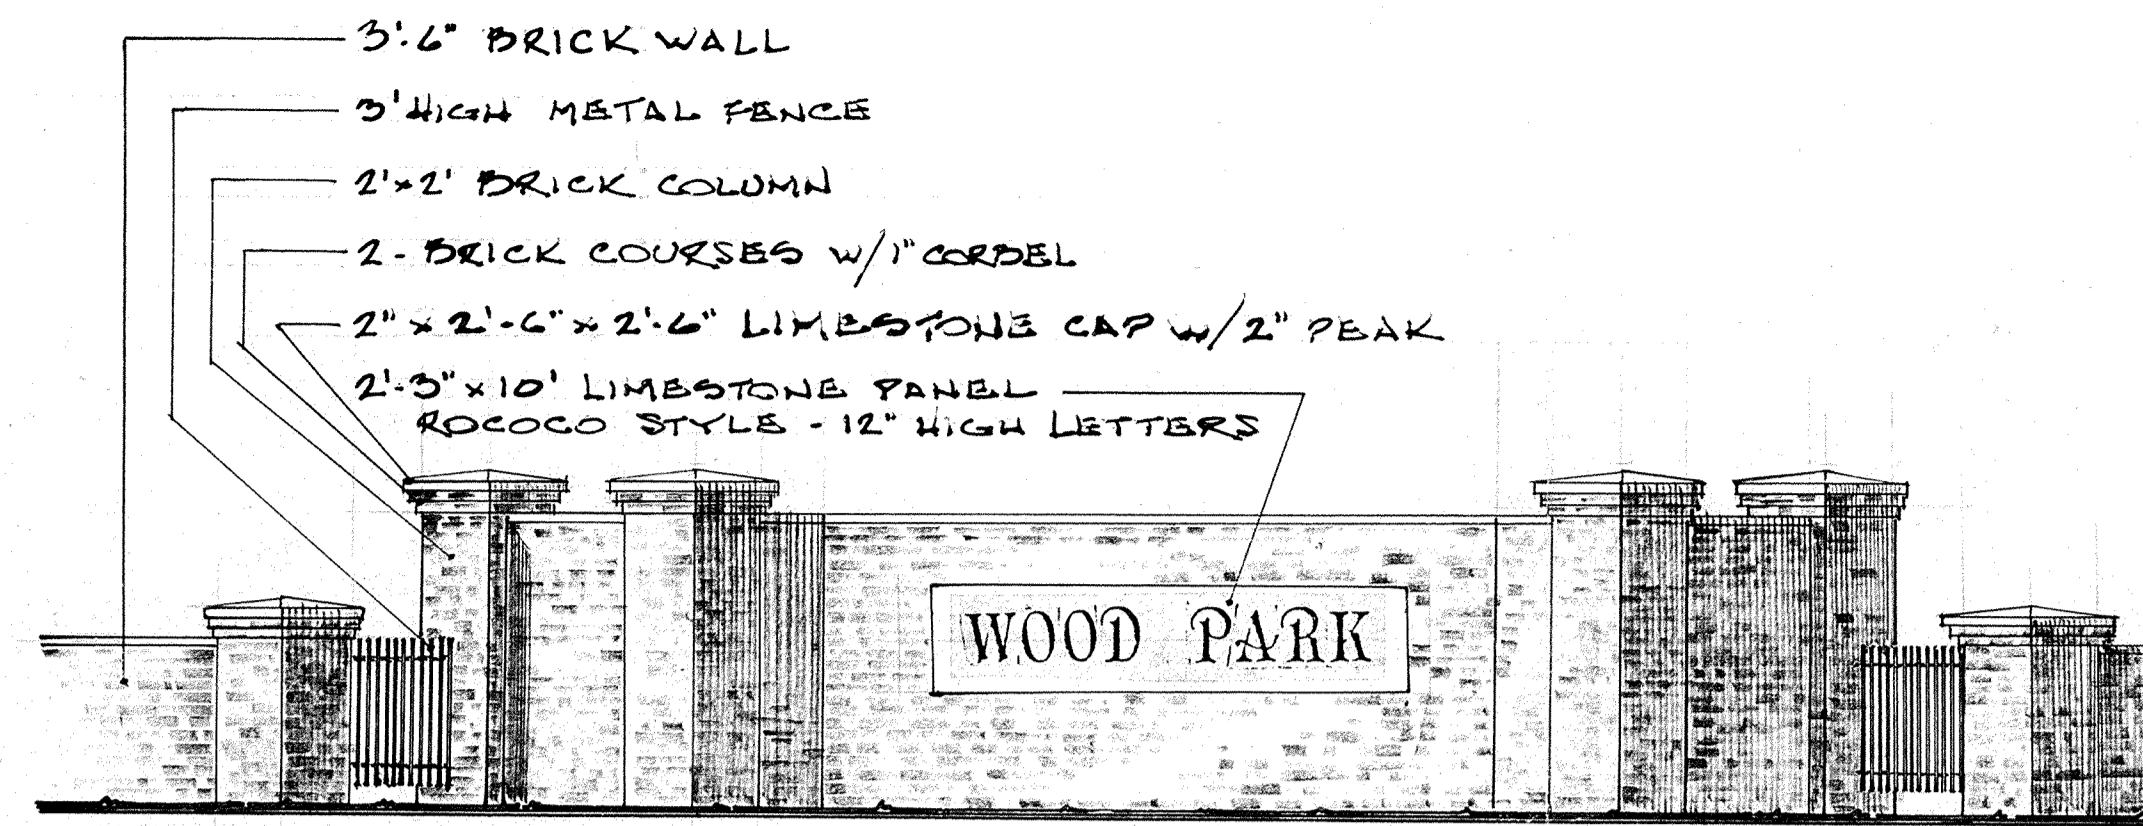 3'-6" BRICK WALL
3' HIGH METAL FENCE
2'x2' BRICK COLUMN
2- BRICK COURSES W/1" CORBEL
2" x 2'-6" x 2'-6" LIMESTONE CAP W/2" PEAK
2'-3" x 10' LIMESTONE PANEL
ROCOCO STYLE - 12" HIGH LETTERS
WOOD PARK